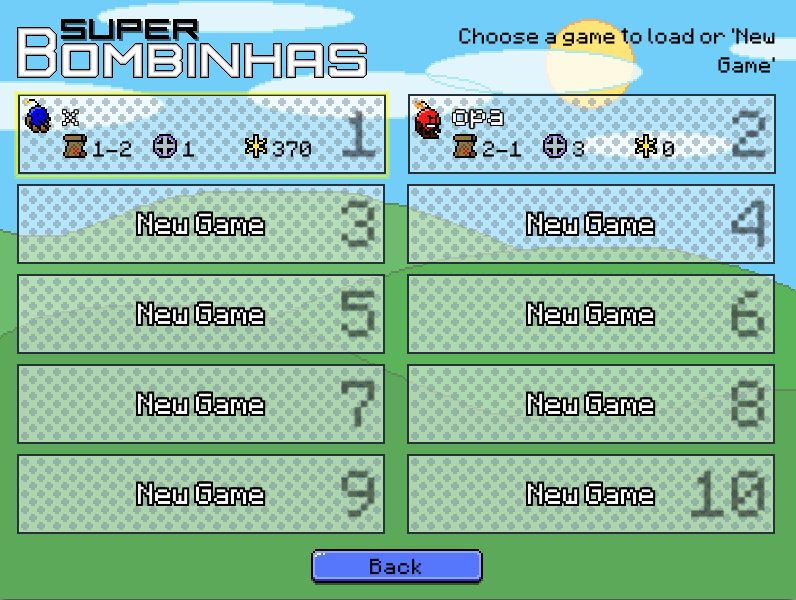 SUPER
BOMBINHAS
Choose a game to load or 'New
Game'
x
1-2 1 370
1
opa
2-1 3 0
2
New Game 3
New Game 4
New Game 5
New Game 6
New Game 7
New Game 8
New Game 9
New Game 10
Back